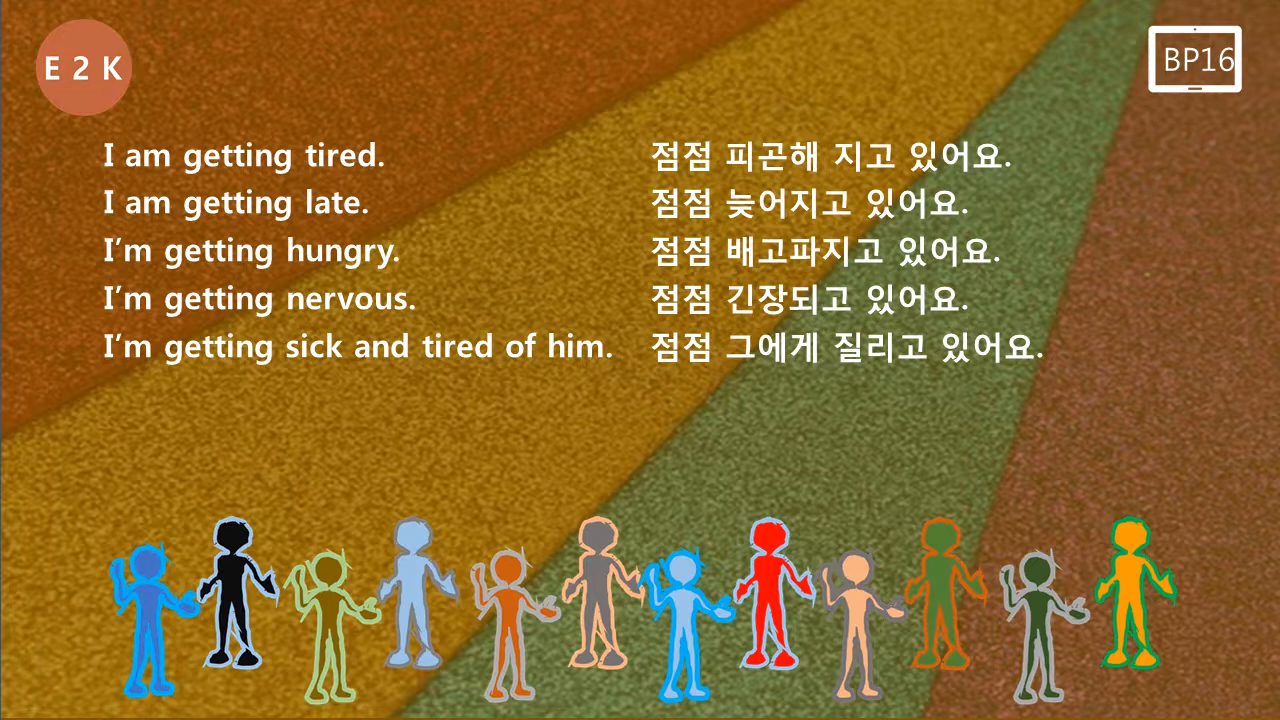 E 2 K
BP16
I am getting tired. 점점 피곤해 지고 있어요.
I am getting late. 점점 늦어지고 있어요.
I’m getting hungry. 점점 배고파지고 있어요.
I’m getting nervous. 점점 긴장되고 있어요.
I’m getting sick and tired of him. 점점 그에게 질리고 있어요.